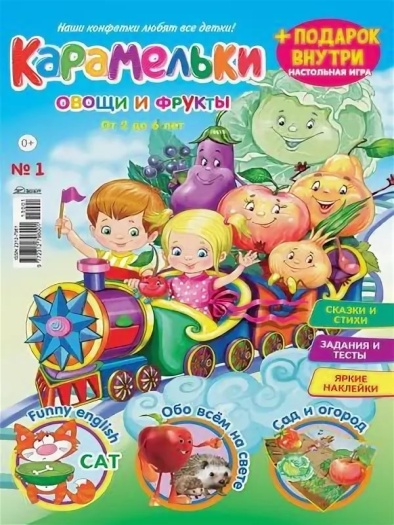 Наши конфетки любят все детки!
Карамельки
+ ПОДАРОК
ВНУТРИ
НАСТОЛЬНАЯ ИГРА
ОВОЩИ И ФРУКТЫ
От 2 до 6 лет
0+
№ 1
СКАЗКИ И
СТИХИ
ЗАДАНИЯ И
ТЕСТЫ
ЯРКИЕ
НАКЛЕЙКИ
Funny english
CAT
Обо всём на свете
Сад и огород